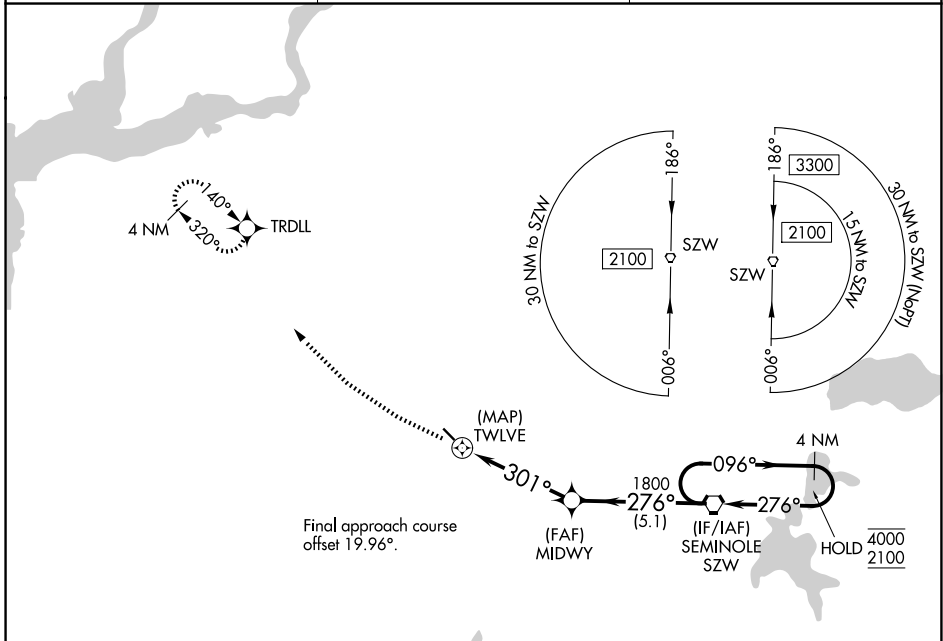 140°
320°
4 NM
TRDLL
30 NM to SZW
186°
2100
SZW
006°
186°
3300
2100
SZW
006°
15 NM to SZW
30 NM to SZW (NoPT)
(MAP)
TWLVE
301°
(FAF)
MIDWY
1800
276°
(5.1)
096°
276°
4 NM
(IF/IAF)
SEMINOLE
SZW
HOLD
4000
2100
Final approach course
offset 19.96°.